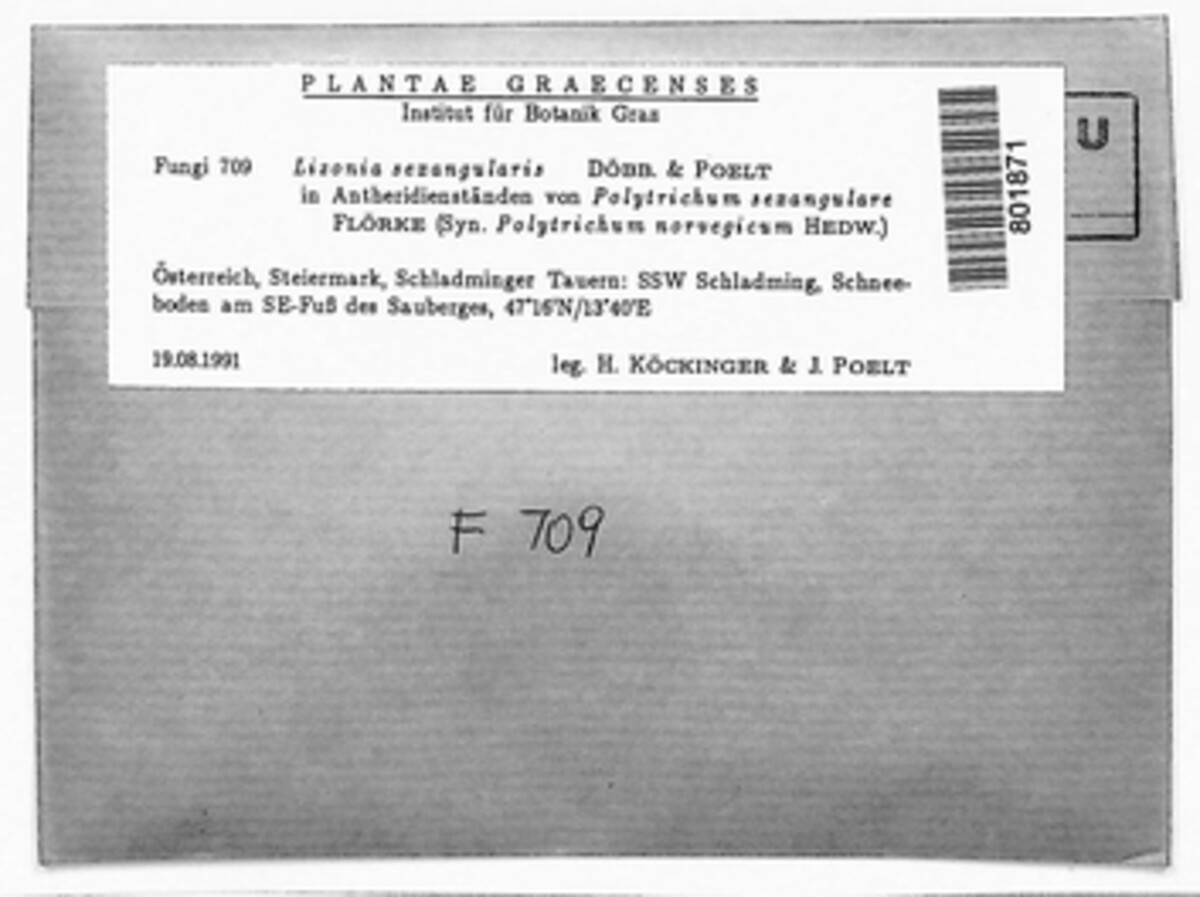 PLANTAE GRAECENSES
Institut für Botanik Graz
Fungi 709 Lizonia sexangularis DÖBB. & POELT
in Antheridienständen von Polytrichum sexangulare
FLÖRKE (Syn. Polytrichum norvegicum HEDW.)
Österreich, Steiermark, Schladminger Tauern: SSW Schladming, Schnee-
boden am SE-Fuß des Sauberges, 47°16'N/13°40'E
19.08.1991 leg. H. KÖCKINGER & J. POELT
801871
U
F 709